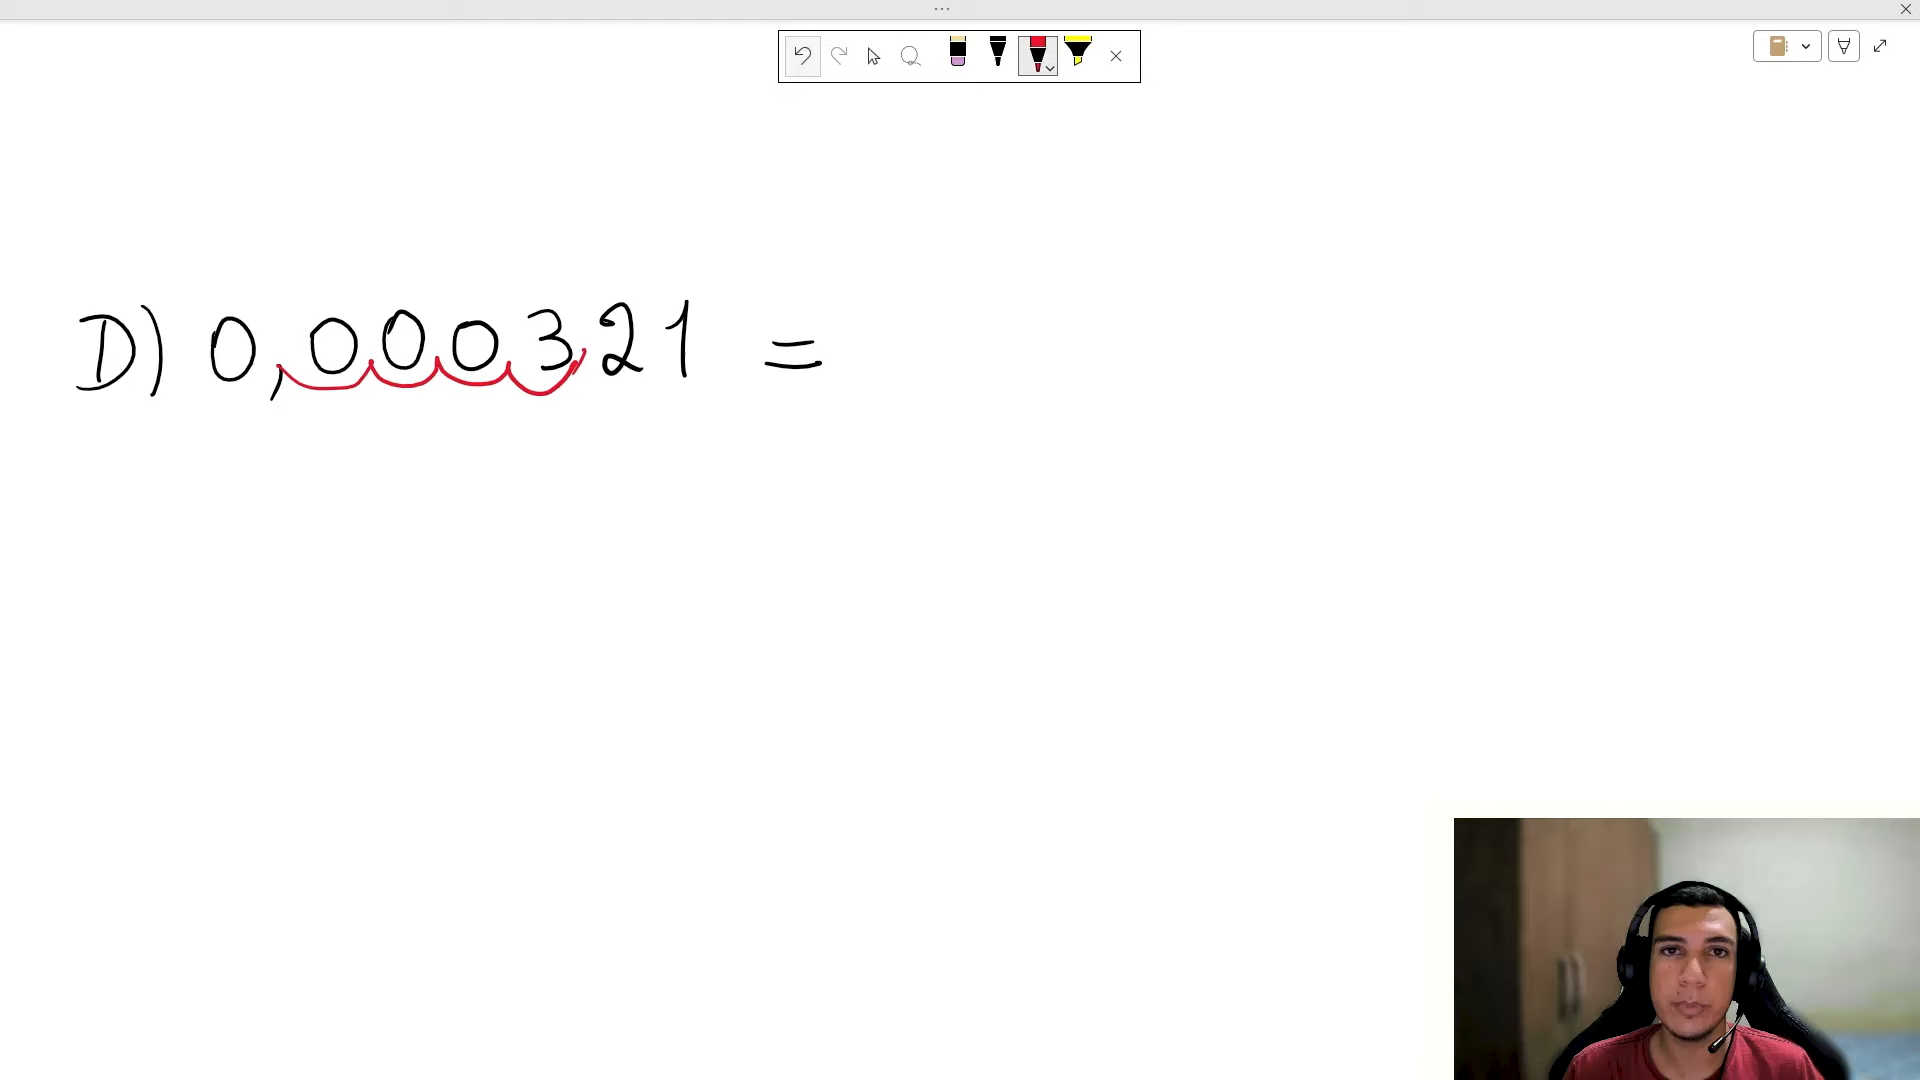 D) 0,000321 =